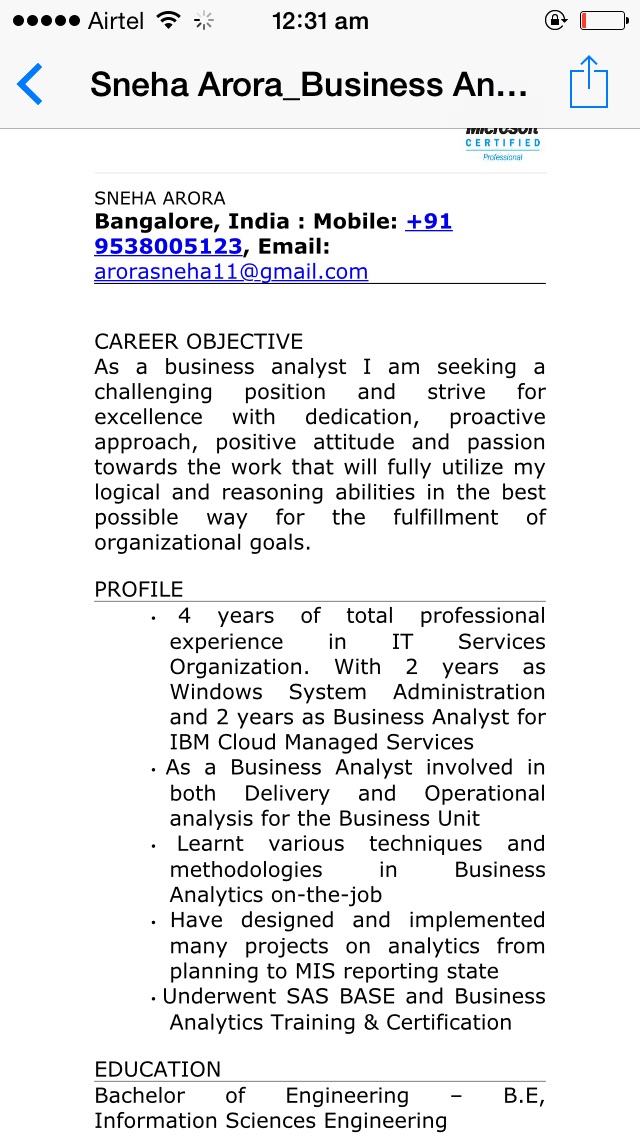 Airtel 12:31 am
Sneha Arora_Business An...
Microsoft
CERTIFIED
Professional
SNEHA ARORA
Bangalore, India : Mobile: +91
9538005123, Email:
arorasneha11@gmail.com
CAREER OBJECTIVE
As a business analyst I am seeking a
challenging position and strive for
excellence with dedication, proactive
approach, positive attitude and passion
towards the work that will fully utilize my
logical and reasoning abilities in the best
possible way for the fulfillment of
organizational goals.
PROFILE
· 4 years of total professional
experience in IT Services
Organization. With 2 years as
Windows System Administration
and 2 years as Business Analyst for
IBM Cloud Managed Services
· As a Business Analyst involved in
both Delivery and Operational
analysis for the Business Unit
· Learnt various techniques and
methodologies in Business
Analytics on-the-job
· Have designed and implemented
many projects on analytics from
planning to MIS reporting state
· Underwent SAS BASE and Business
Analytics Training & Certification
EDUCATION
Bachelor of Engineering – B.E,
Information Sciences Engineering